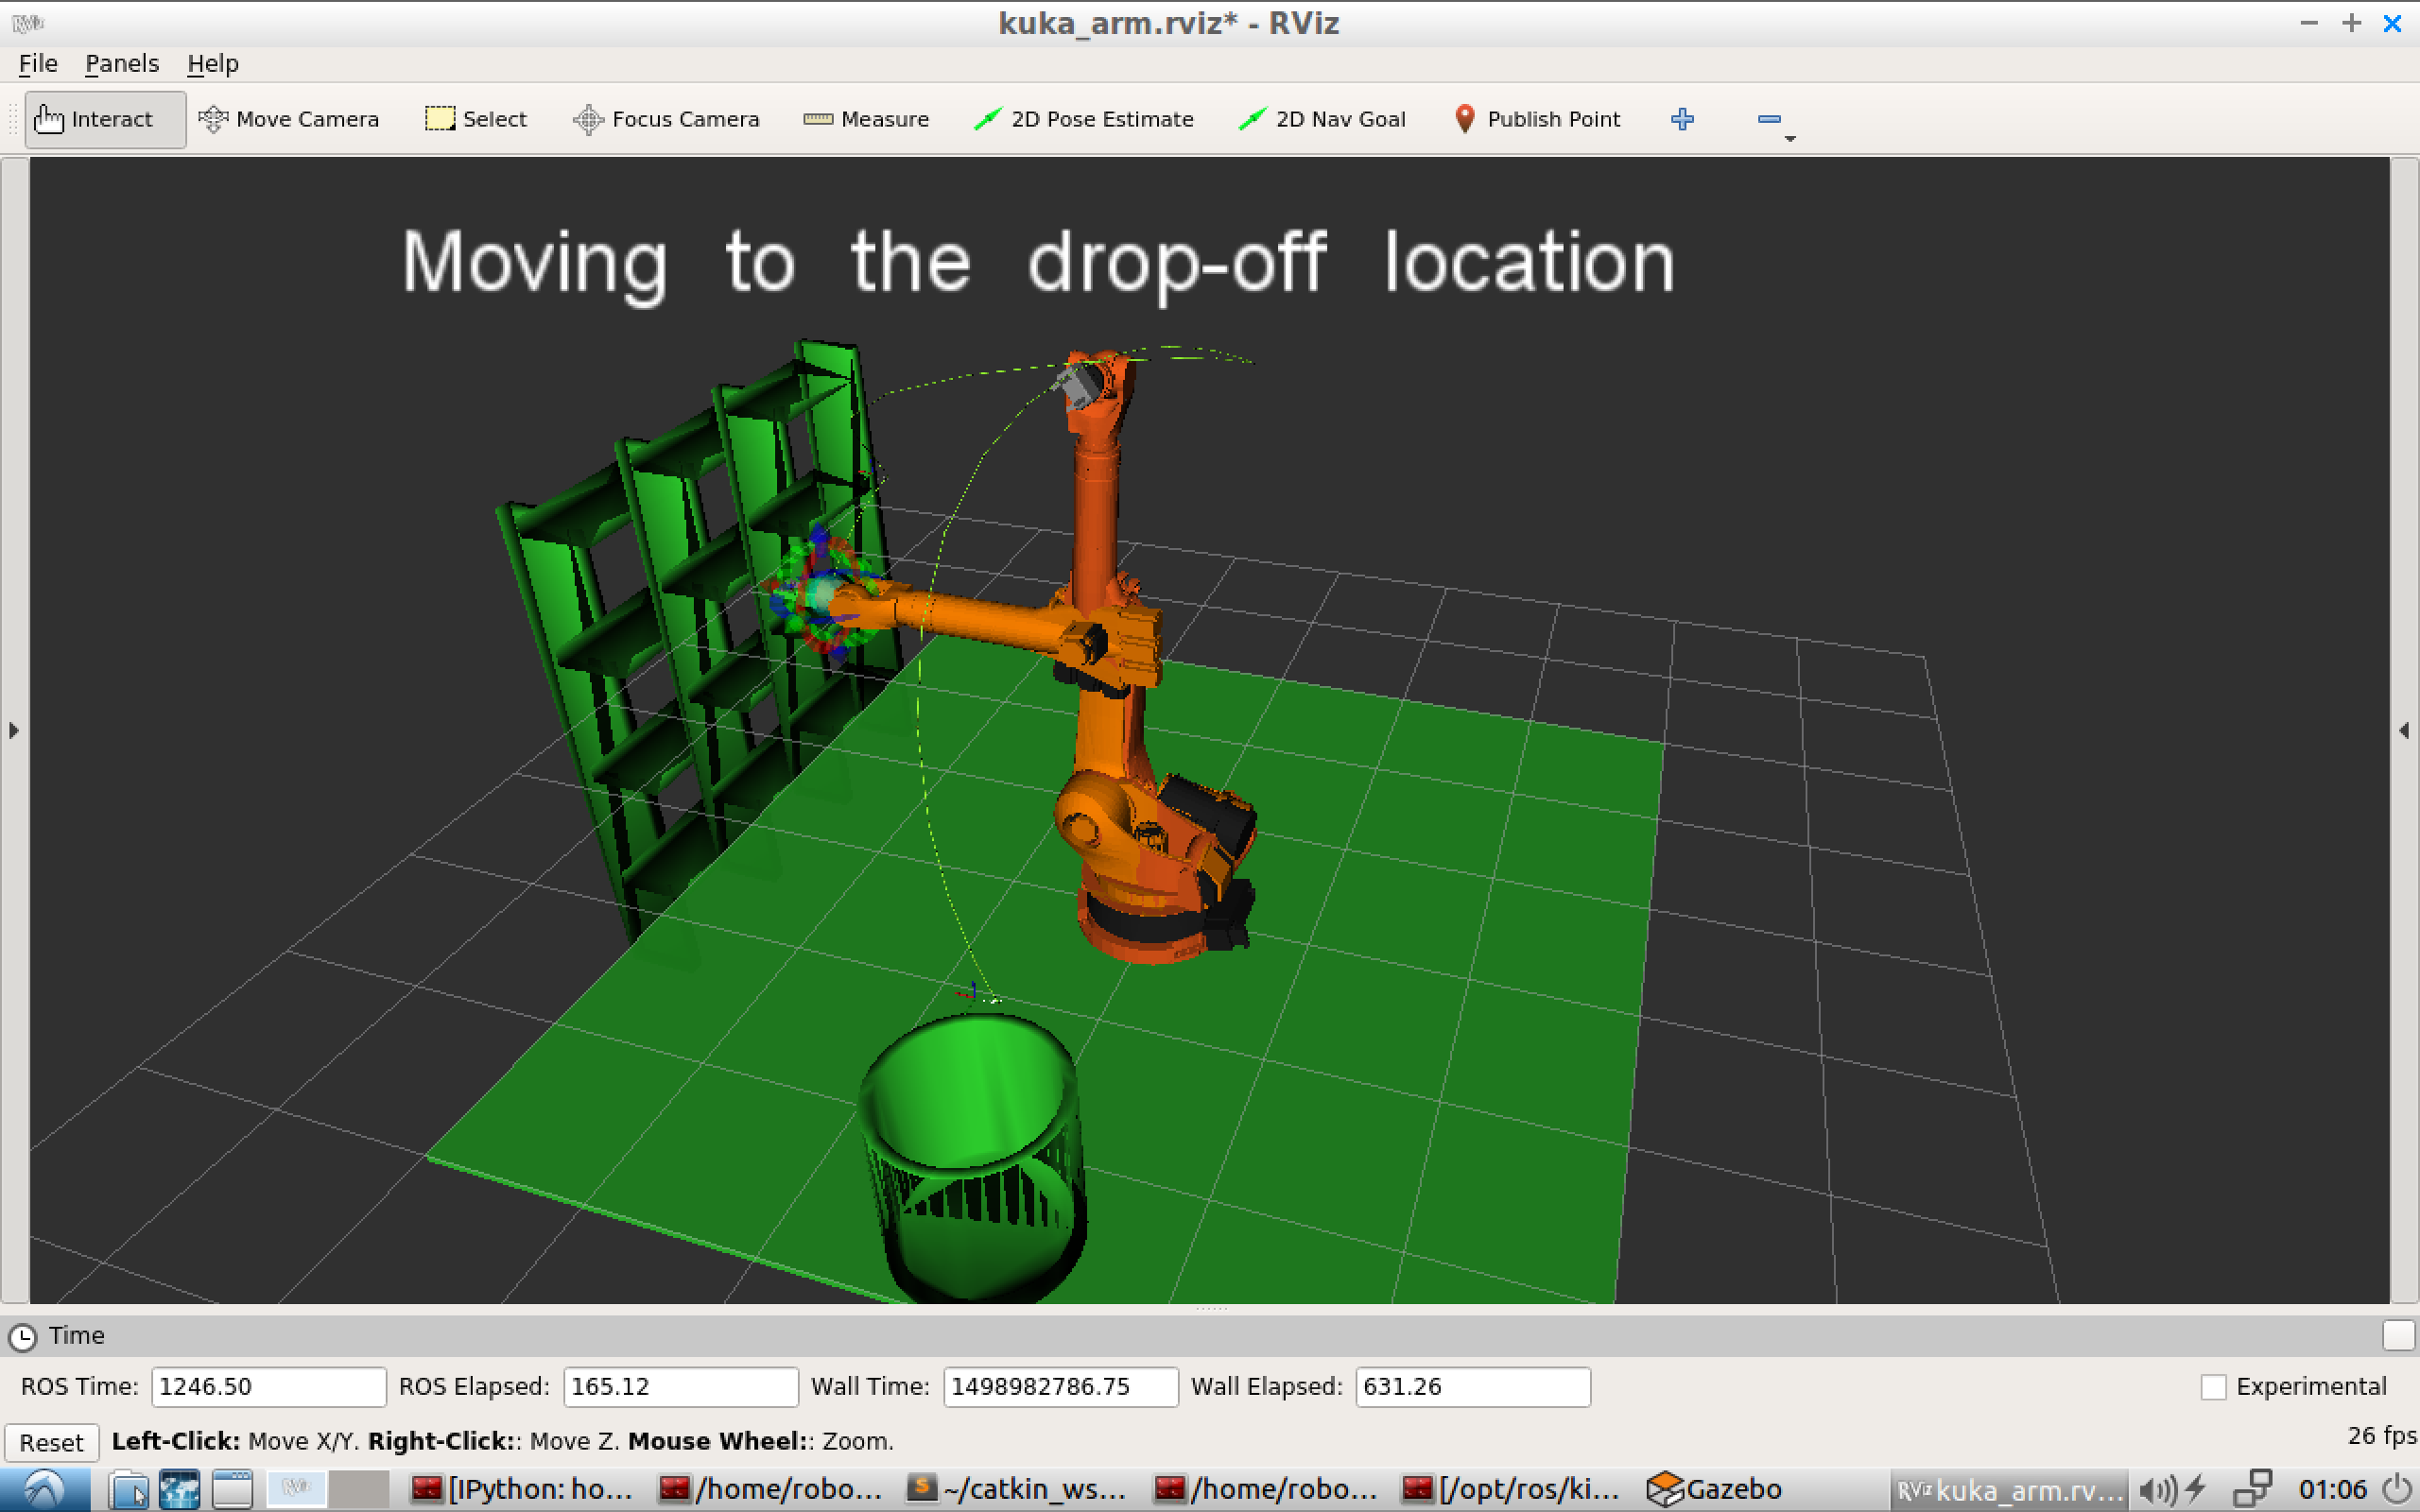 kuka_arm.rviz* - RViz
File Panels Help
Interact Move Camera Select Focus Camera Measure 2D Pose Estimate 2D Nav Goal Publish Point
Moving to the drop-off location
Time
ROS Time: 1246.50 ROS Elapsed: 165.12 Wall Time: 1498982786.75 Wall Elapsed: 631.26 Experimental
Reset Left-Click: Move X/Y. Right-Click:: Move Z. Mouse Wheel:: Zoom. 26 fps
[IPython: ho... /home/robo... ~/catkin_ws... /home/robo... [/opt/ros/ki... Gazebo RViz kuka_arm.rv... 01:06